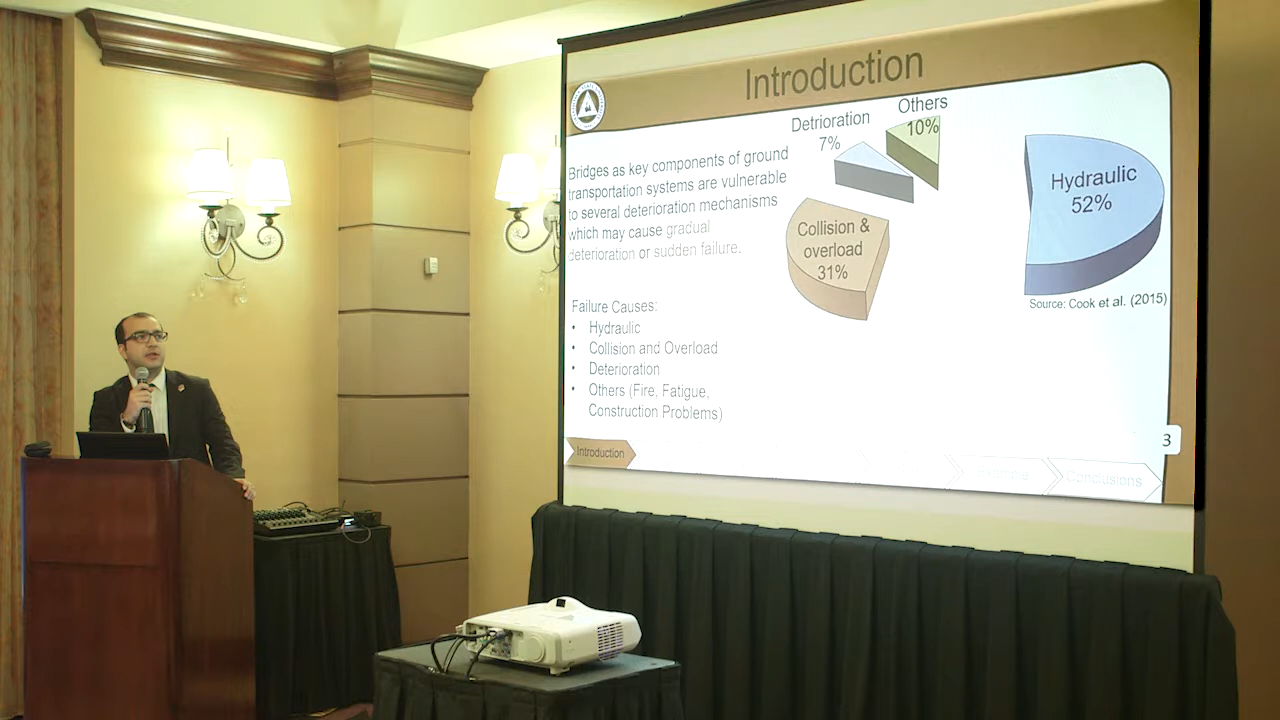 Introduction
Bridges as key components of ground
transportation systems are vulnerable
to several deterioration mechanisms
which may cause gradual
deterioration or sudden failure.
Failure Causes:
• Hydraulic
• Collision and Overload
• Deterioration
• Others (Fire, Fatigue,
Construction Problems)
Detrioration
7%
Others
10%
Collision &
overload
31%
Hydraulic
52%
Source: Cook et al. (2015)
3
Introduction
Example
Conclusions